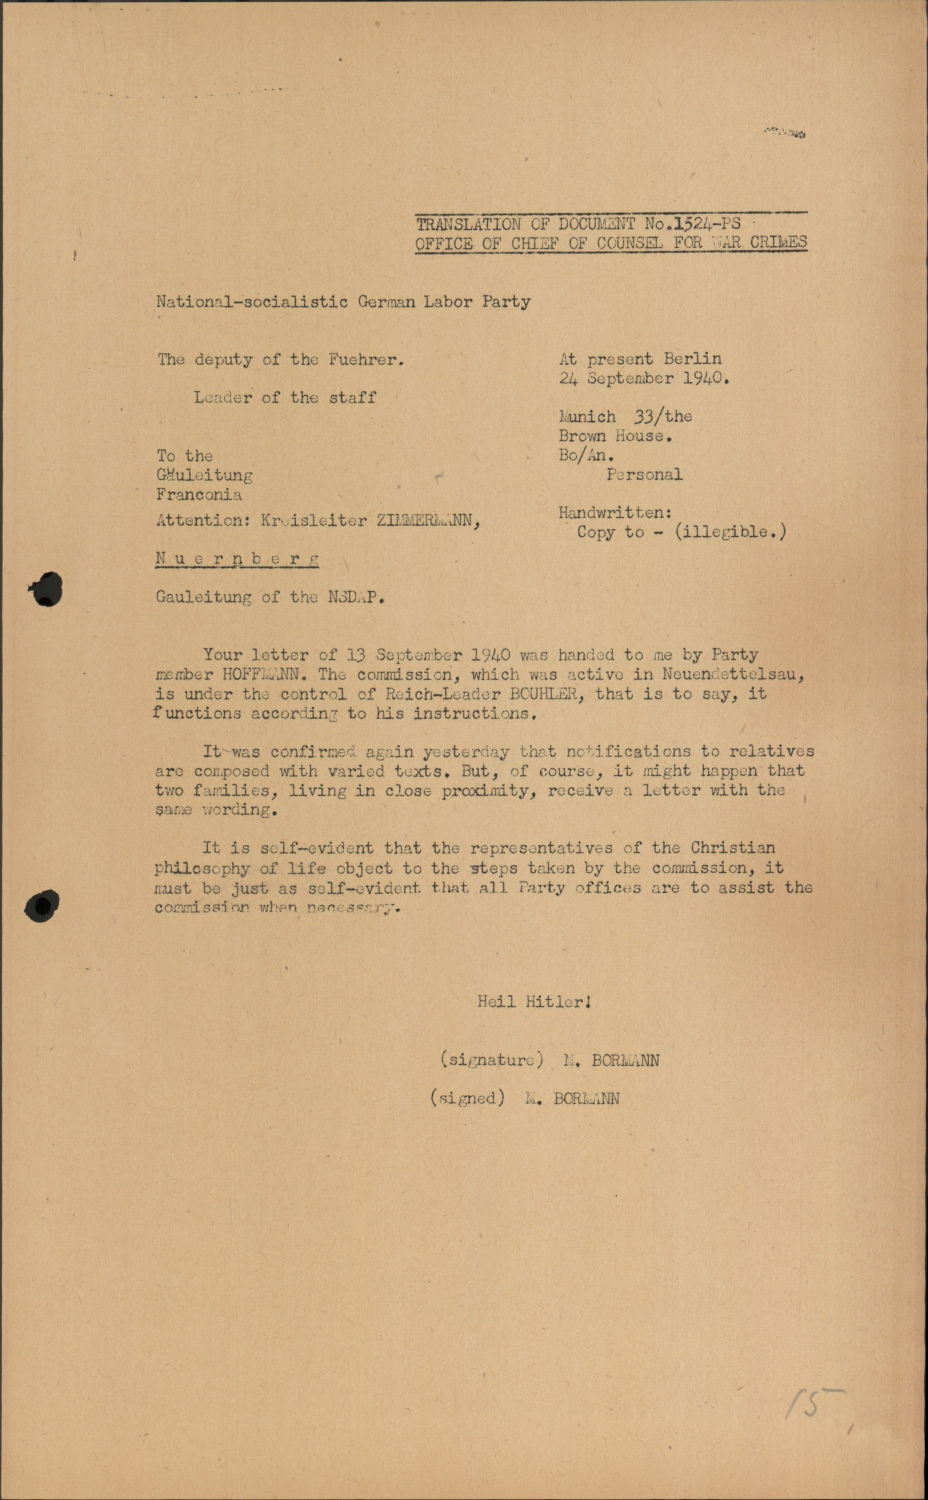 TRANSLATION OF DOCUMENT No.1524-PS
OFFICE OF CHIEF OF COUNSEL FOR WAR CRIMES
National-socialistic German Labor Party
The deputy of the Fuehrer.
Leader of the staff
At present Berlin
24 September 1940.
Munich 33/the
Brown House.
Bo/An.
Personal
To the
Gauleitung
Franconia
Attention: Kreisleiter ZIMMERMANN,
Handwritten:
Copy to - (illegible.)
Nuernberg
Gauleitung of the NSDAP.
Your letter of 13 September 1940 was handed to me by Party
member HOFFMANN. The commission, which was active in Neuendettelsau,
is under the control of Reich-Leader BOUHLER, that is to say, it
functions according to his instructions.
It was confirmed again yesterday that notifications to relatives
are composed with varied texts. But, of course, it might happen that
two families, living in close proximity, receive a letter with the
same wording.
It is self-evident that the representatives of the Christian
philosophy of life object to the steps taken by the commission, it
must be just as self-evident that all Party offices are to assist the
commission when necessary.
Heil Hitler!
(signature) M. BORMANN
(signed) M. BORMANN
15